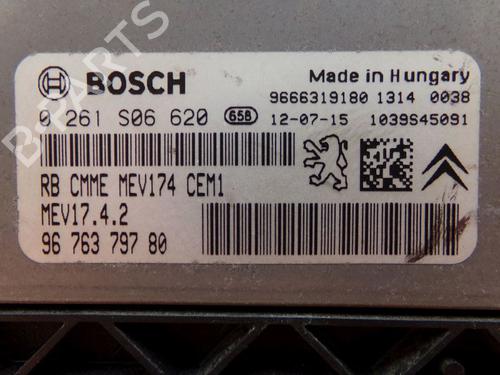 BOSCH
Made in Hungary
9666319180 1314 0038
0 261 S06 620 658 12-07-15 1039S45091
RB CMME MEV174 CEM1
MEV17.4.2
96 763 797 80
B-PARTS